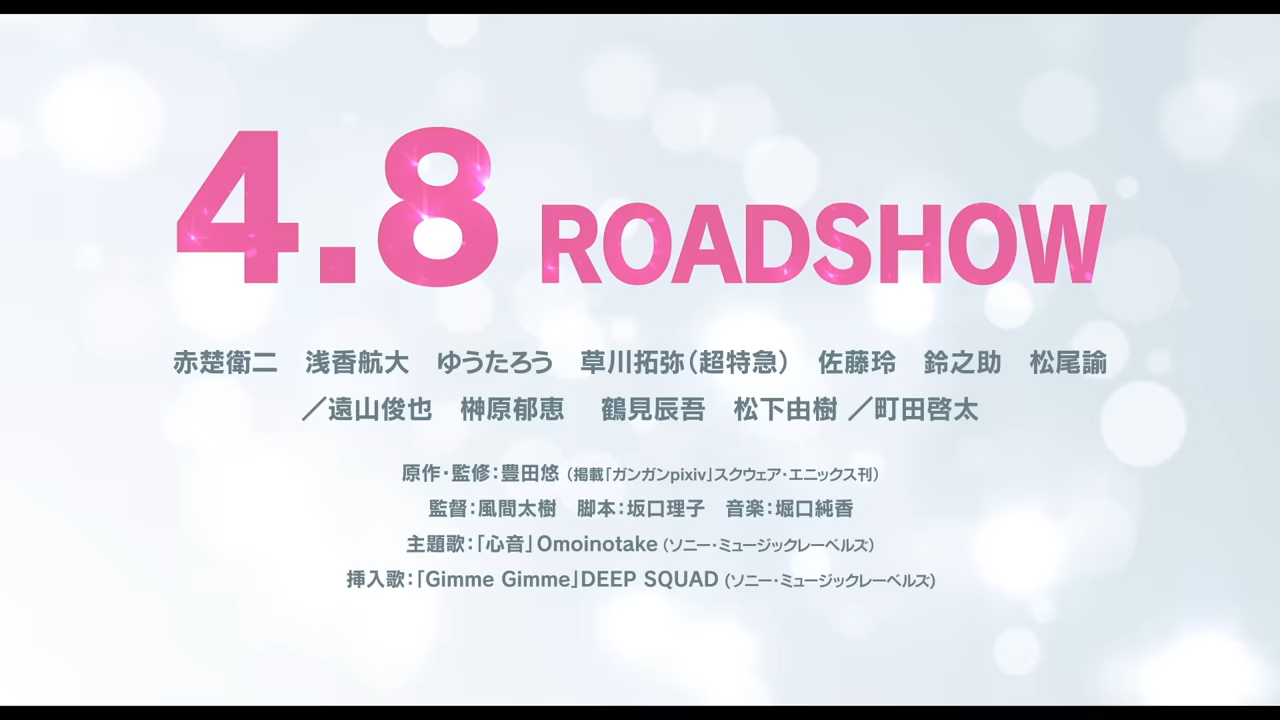 4.8 ROADSHOW
赤楚衛二　浅香航大　ゆうたろう　草川拓弥（超特急）　佐藤玲　鈴之助　松尾諭
／遠山俊也　榊原郁恵　鶴見辰吾　松下由樹 ／町田啓太
原作・監修：豊田悠（掲載「ガンガンpixiv」スクウェア・エニックス刊）
監督：風間太樹　脚本：坂口理子　音楽：堀口純香
主題歌：「心音」Omoinotake（ソニー・ミュージックレーベルズ）
挿入歌：「Gimme Gimme」DEEP SQUAD（ソニー・ミュージックレーベルズ）